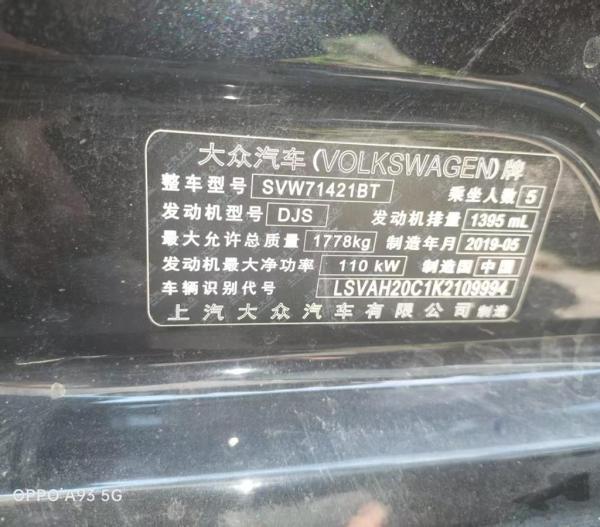 大众汽车(VOLKSWAGEN)牌
整车型号 SVW71421BT 乘坐人数 5
发动机型号 DJS 发动机排量 1395 mL
最大允许总质量 1778kg 制造年月 2019-05
发动机最大净功率 110 kW 制造国 中国
车辆识别代号 LSVAH20C1K2109994
上汽大众汽车有限公司 制造
OPPO A93 5G